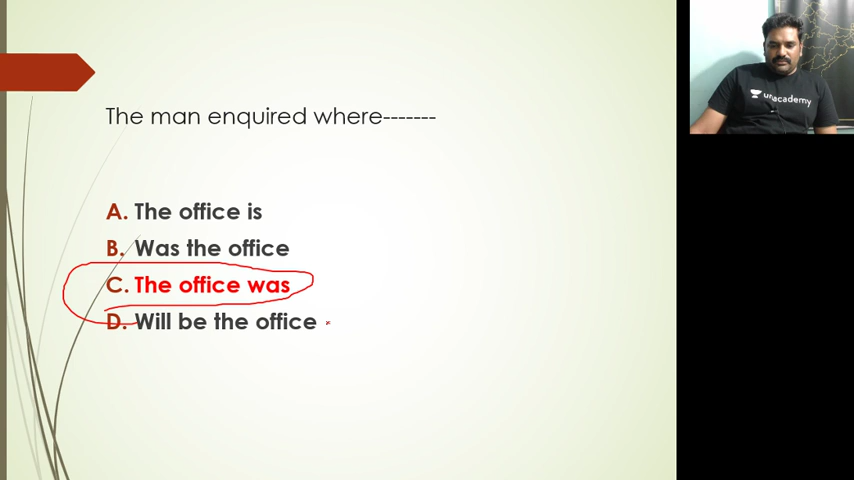 The man enquired where-------
A. The office is
B. Was the office
C. The office was
D. Will be the office
unacademy